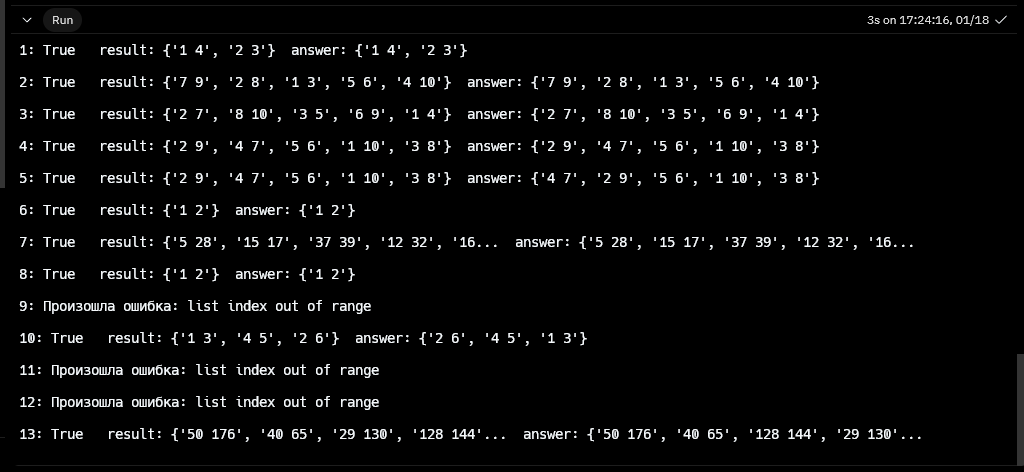 Run
3s on 17:24:16, 01/18
1: True result: {'1 4', '2 3'} answer: {'1 4', '2 3'}
2: True result: {'7 9', '2 8', '1 3', '5 6', '4 10'} answer: {'7 9', '2 8', '1 3', '5 6', '4 10'}
3: True result: {'2 7', '8 10', '3 5', '6 9', '1 4'} answer: {'2 7', '8 10', '3 5', '6 9', '1 4'}
4: True result: {'2 9', '4 7', '5 6', '1 10', '3 8'} answer: {'2 9', '4 7', '5 6', '1 10', '3 8'}
5: True result: {'2 9', '4 7', '5 6', '1 10', '3 8'} answer: {'4 7', '2 9', '5 6', '1 10', '3 8'}
6: True result: {'1 2'} answer: {'1 2'}
7: True result: {'5 28', '15 17', '37 39', '12 32', '16... answer: {'5 28', '15 17', '37 39', '12 32', '16...
8: True result: {'1 2'} answer: {'1 2'}
9: Произошла ошибка: list index out of range
10: True result: {'1 3', '4 5', '2 6'} answer: {'2 6', '4 5', '1 3'}
11: Произошла ошибка: list index out of range
12: Произошла ошибка: list index out of range
13: True result: {'50 176', '40 65', '29 130', '128 144'... answer: {'50 176', '40 65', '128 144', '29 130'...